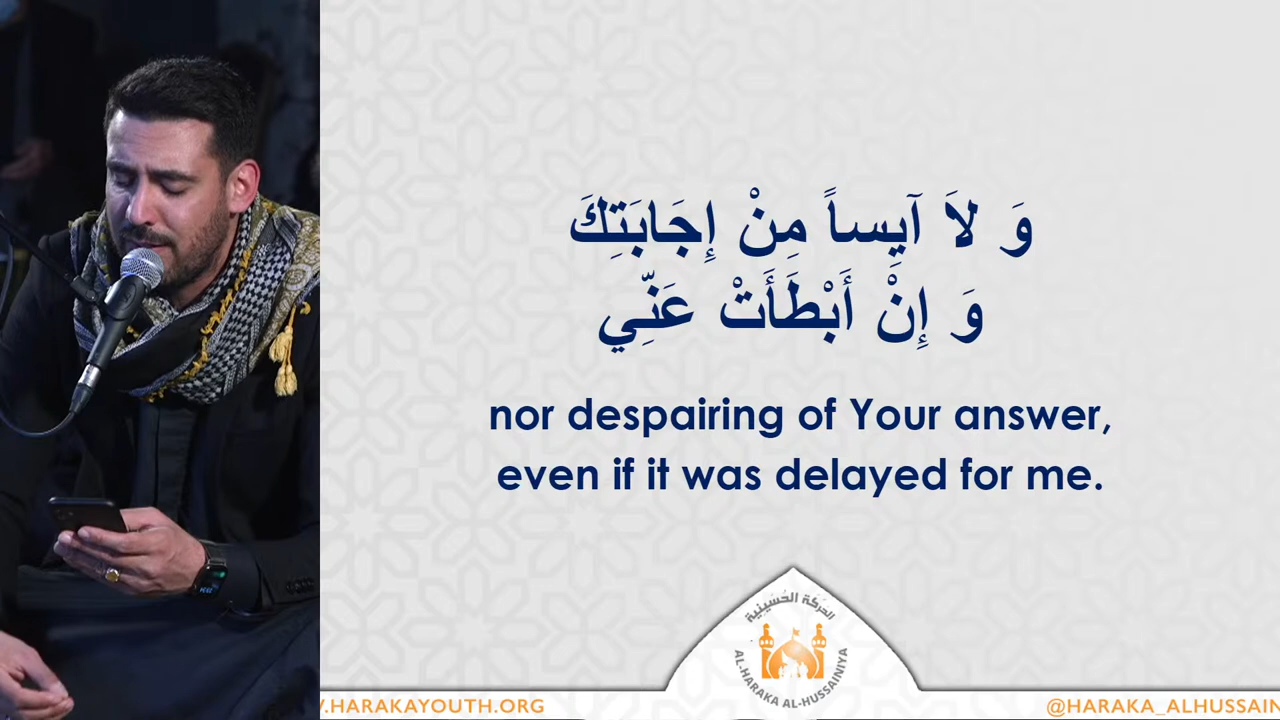 وَ لاَ آيِساً مِنْ إِجَابَتِكَ
وَ إِنْ أَبْطَأَتْ عَنِّي
nor despairing of Your answer,
even if it was delayed for me.
الحركة الحسينية
AL-HARAKA AL-HUSSAINIYA
.HARAKAYOUTH.ORG
@HARAKA_ALHUSSAIN